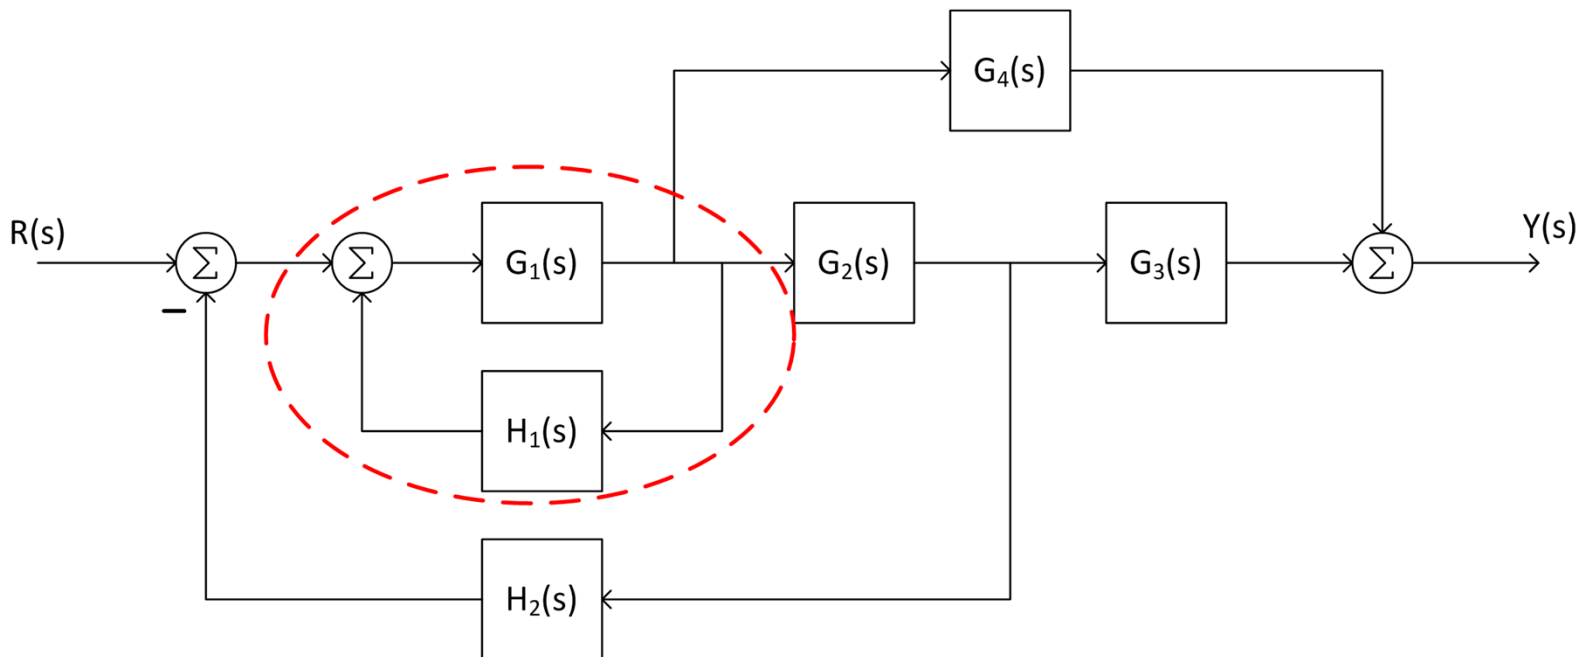 G₄(s)
R(s)
Σ
Σ
G₁(s)
G₂(s)
G₃(s)
Σ
Y(s)
−
H₁(s)
H₂(s)